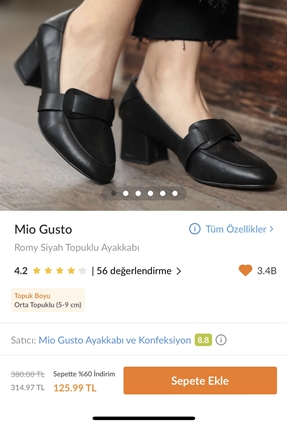 Mio Gusto
Tüm Özellikler
Romy Siyah Topuklu Ayakkabı
4.2 | 56 değerlendirme
3.4B
Topuk Boyu
Orta Topuklu (5-9 cm)
Satıcı: Mio Gusto Ayakkabı ve Konfeksiyon 8.8
380.00 TL Sepette %60 İndirim
314.97 TL 125.99 TL
Sepete Ekle